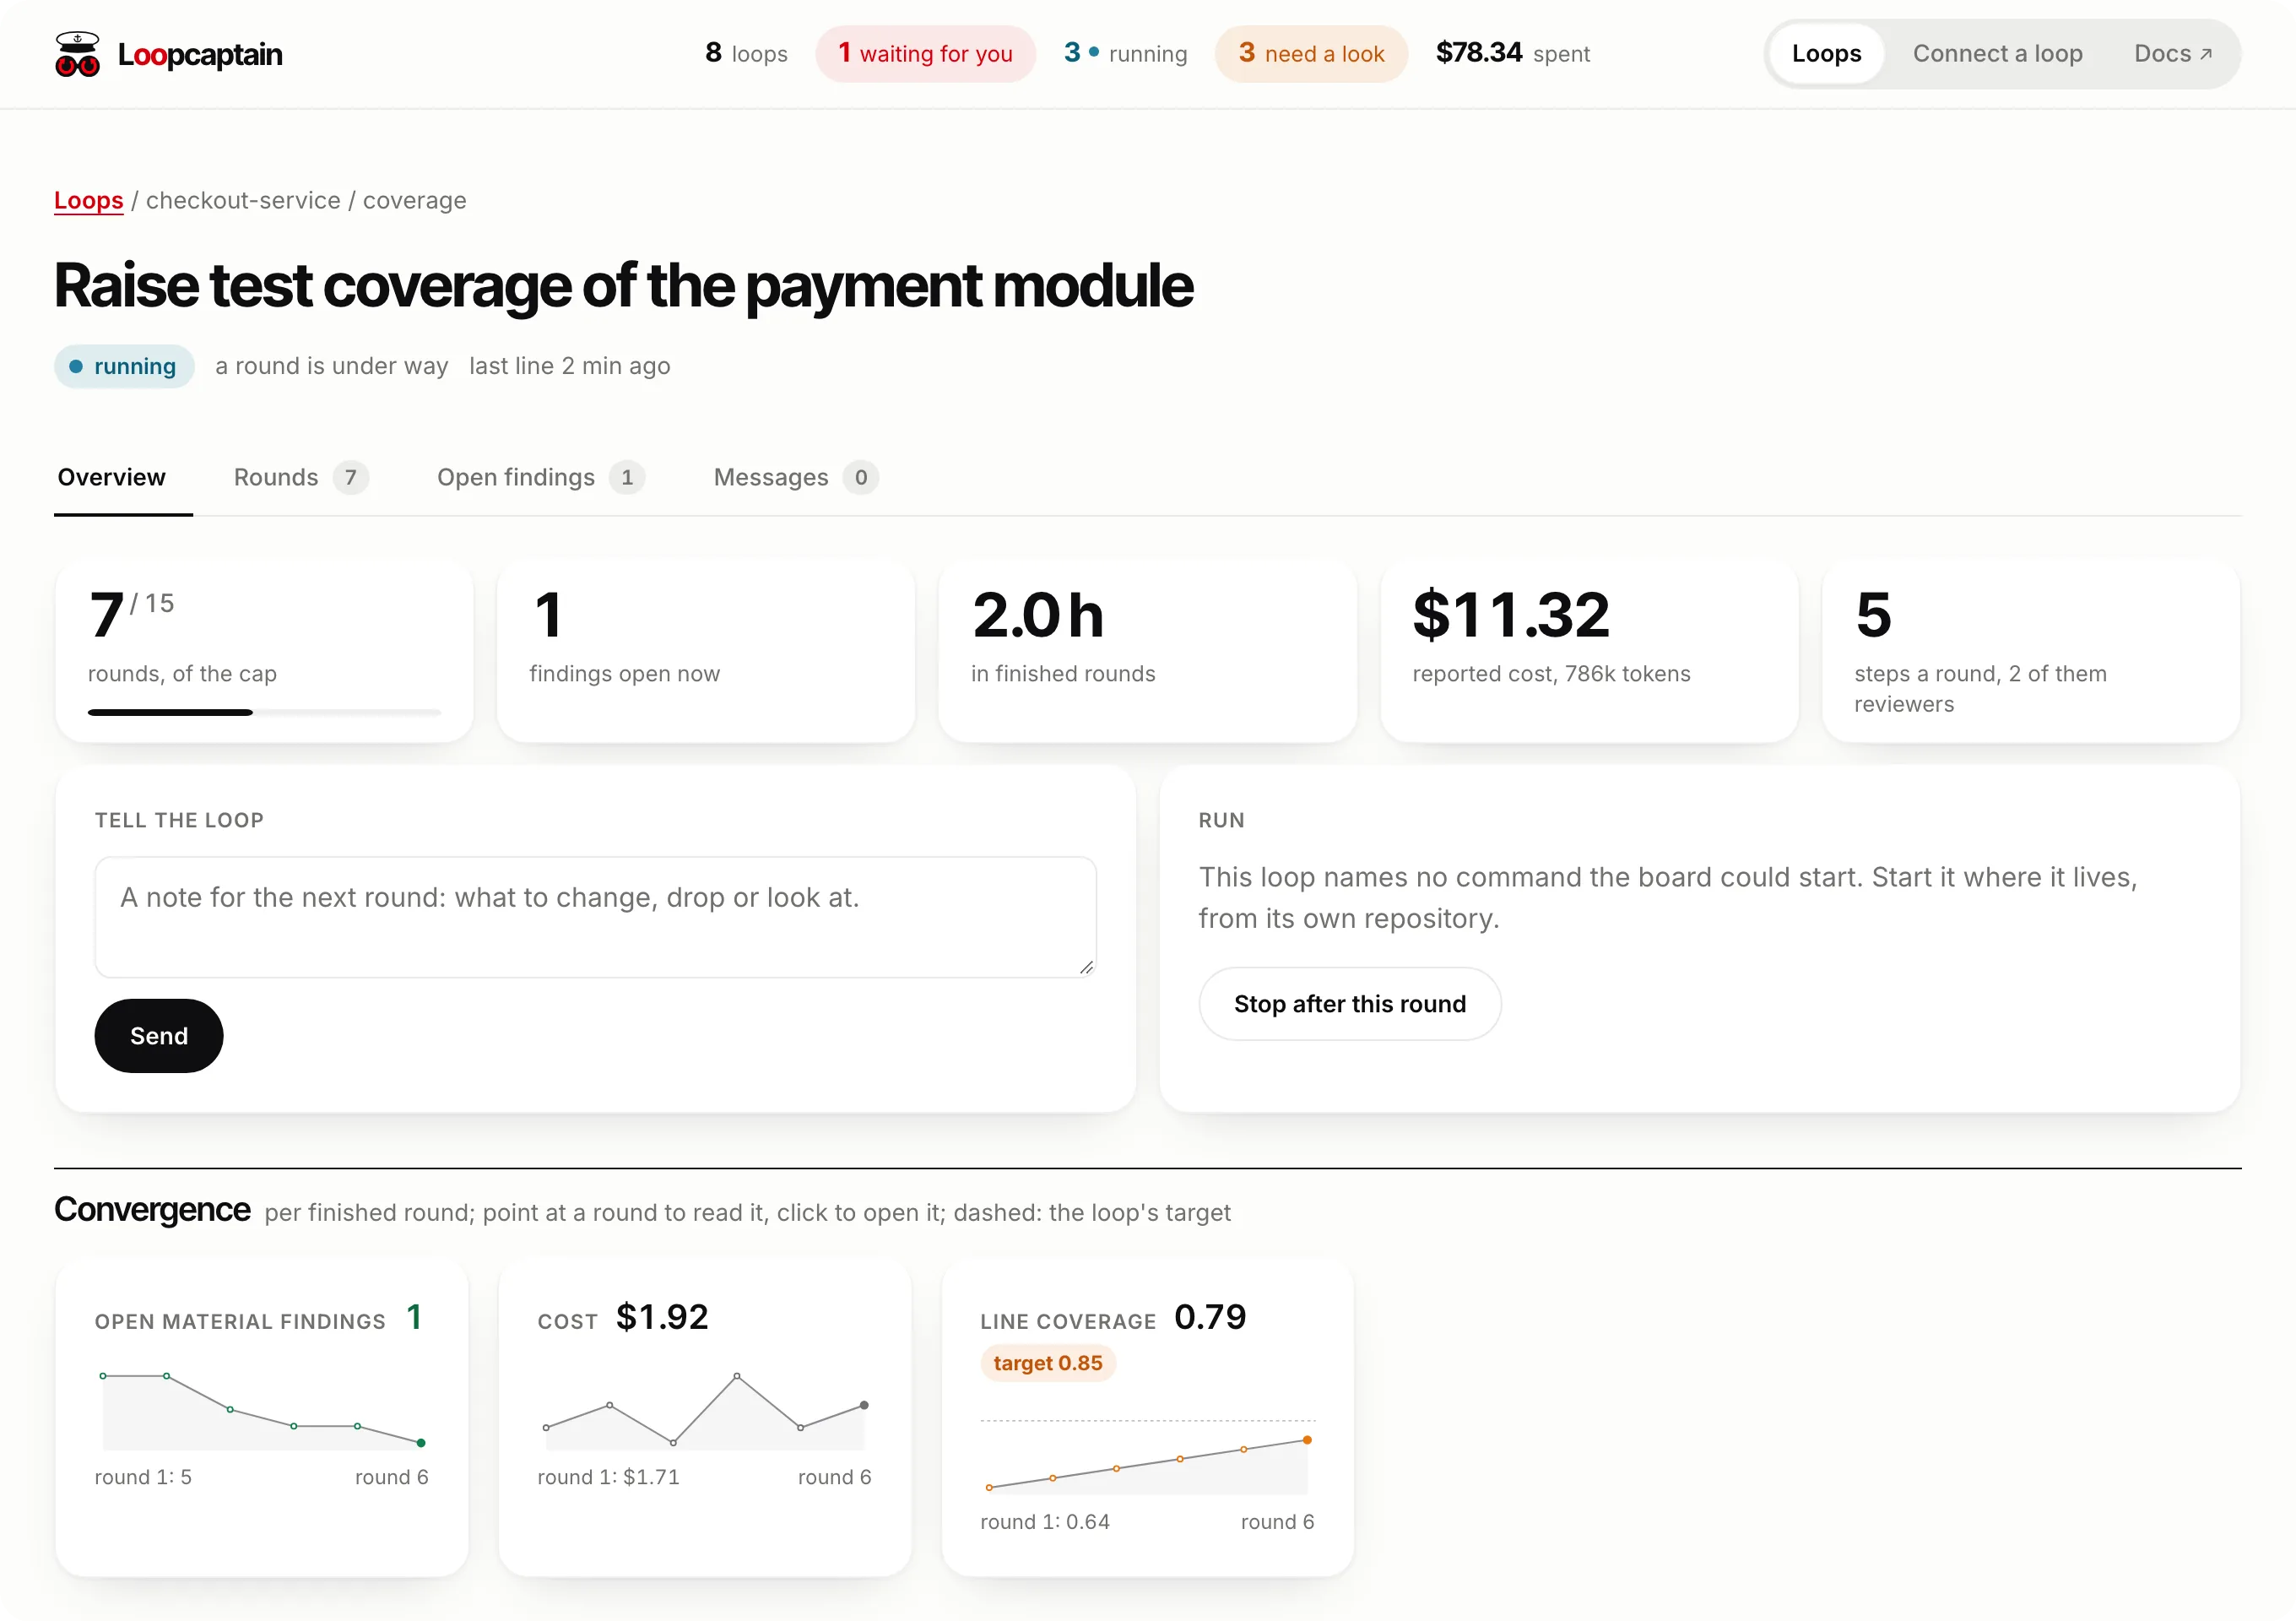 Loopcaptain
8 loops 1 waiting for you 3 running 3 need a look $78.34 spent
Loops Connect a loop Docs ↗
Loops / checkout-service / coverage
Raise test coverage of the payment module
running a round is under way last line 2 min ago
Overview Rounds 7 Open findings 1 Messages 0
7 / 15
rounds, of the cap
1
findings open now
2.0 h
in finished rounds
$11.32
reported cost, 786k tokens
5
steps a round, 2 of them
reviewers
TELL THE LOOP
A note for the next round: what to change, drop or look at.
Send
RUN
This loop names no command the board could start. Start it where it lives,
from its own repository.
Stop after this round
Convergence per finished round; point at a round to read it, click to open it; dashed: the loop's target
OPEN MATERIAL FINDINGS 1
round 1: 5 round 6
COST $1.92
round 1: $1.71 round 6
LINE COVERAGE 0.79
target 0.85
round 1: 0.64 round 6